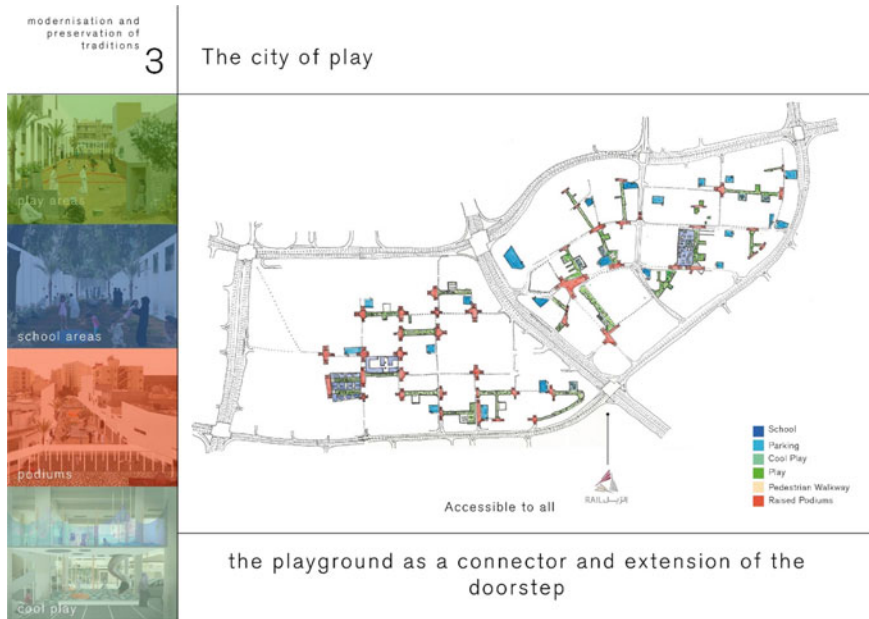 modernisation and
preservation of
traditions
3
The city of play
play areas
school areas
podiums
cool play
School
Parking
Cool Play
Play
Pedestrian Walkway
Raised Podiums
Accessible to all
RAIL الريل
the playground as a connector and extension of the
doorstep